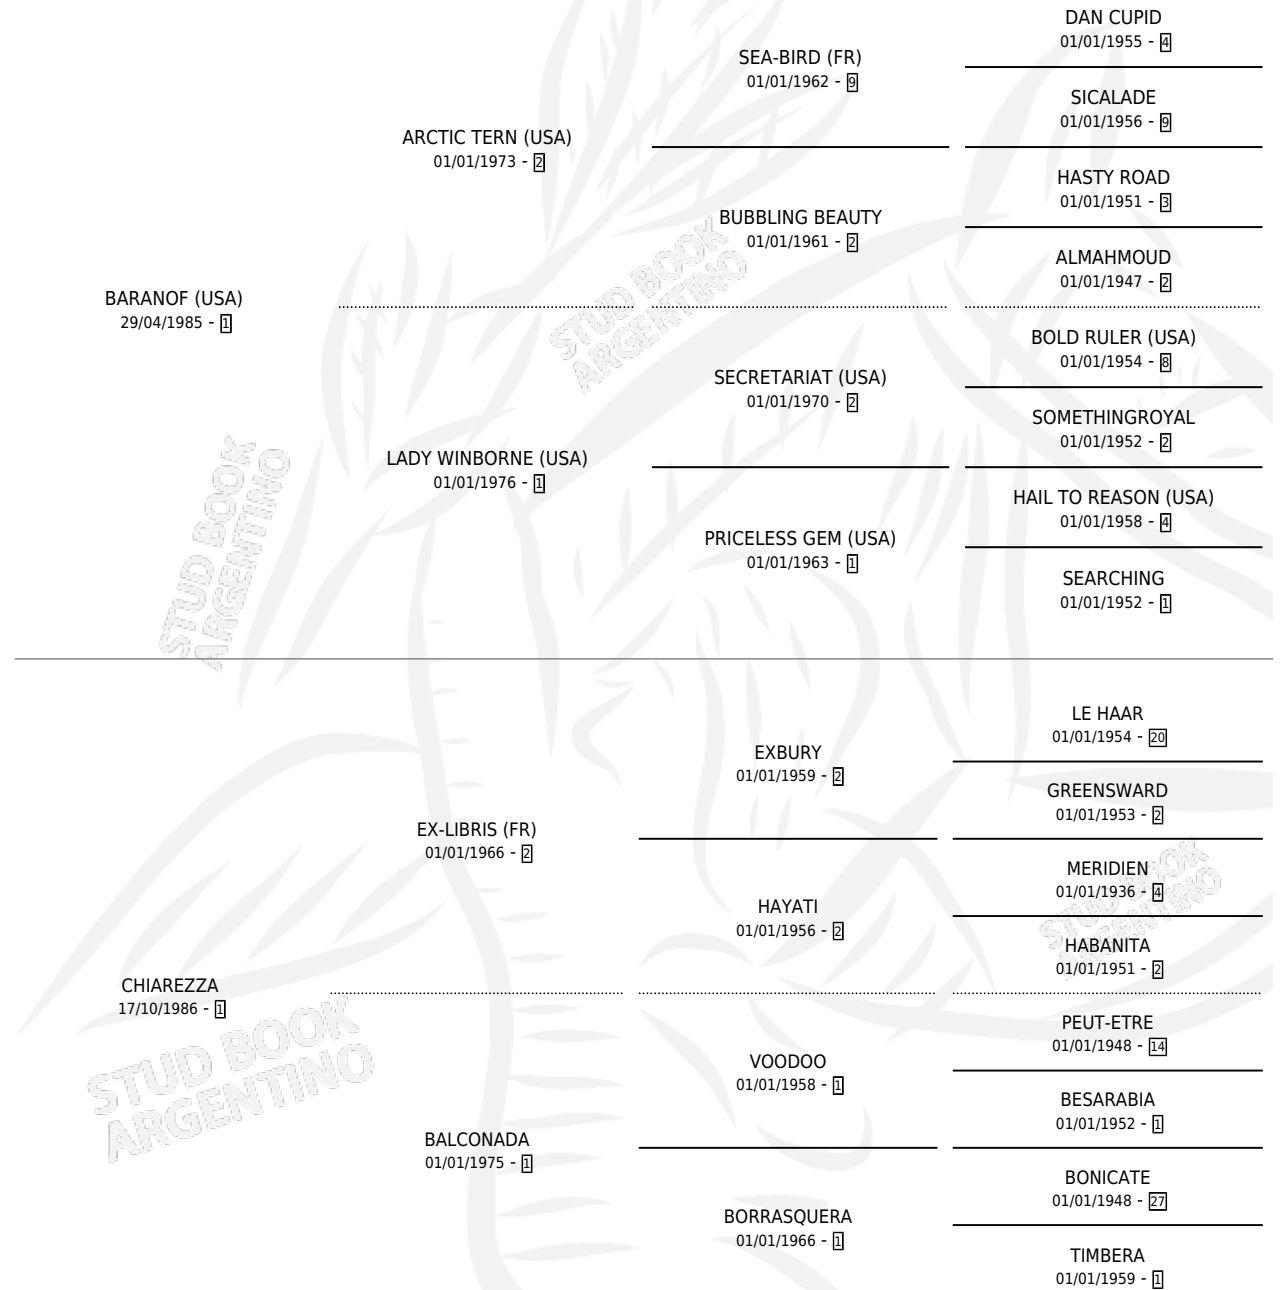 DAN CUPID
01/01/1955 - 4
SEA-BIRD (FR)
01/01/1962 - 9
SICALADE
01/01/1956 - 9
ARCTIC TERN (USA)
01/01/1973 - 2
HASTY ROAD
01/01/1951 - 3
BUBBLING BEAUTY
01/01/1961 - 2
ALMAHMOUD
01/01/1947 - 2
BARANOF (USA)
29/04/1985 - 1
BOLD RULER (USA)
01/01/1954 - 8
SECRETARIAT (USA)
01/01/1970 - 2
SOMETHINGROYAL
01/01/1952 - 2
LADY WINBORNE (USA)
01/01/1976 - 1
HAIL TO REASON (USA)
01/01/1958 - 4
PRICELESS GEM (USA)
01/01/1963 - 1
SEARCHING
01/01/1952 - 1
LE HAAR
01/01/1954 - 20
EXBURY
01/01/1959 - 2
GREENSWARD
01/01/1953 - 2
EX-LIBRIS (FR)
01/01/1966 - 2
MERIDIEN
01/01/1936 - 4
HAYATI
01/01/1956 - 2
HABANITA
01/01/1951 - 2
CHIAREZZA
17/10/1986 - 1
PEUT-ETRE
01/01/1948 - 14
VOODOO
01/01/1958 - 1
BESARABIA
01/01/1952 - 1
BALCONADA
01/01/1975 - 1
BONICATE
01/01/1948 - 27
BORRASQUERA
01/01/1966 - 1
TIMBERA
01/01/1959 - 1
STUD BOOK
ARGENTINO
STUD BOOK
ARGENTINO
STUD BOOK
ARGENTINO
STUD BOOK
ARGENTINO